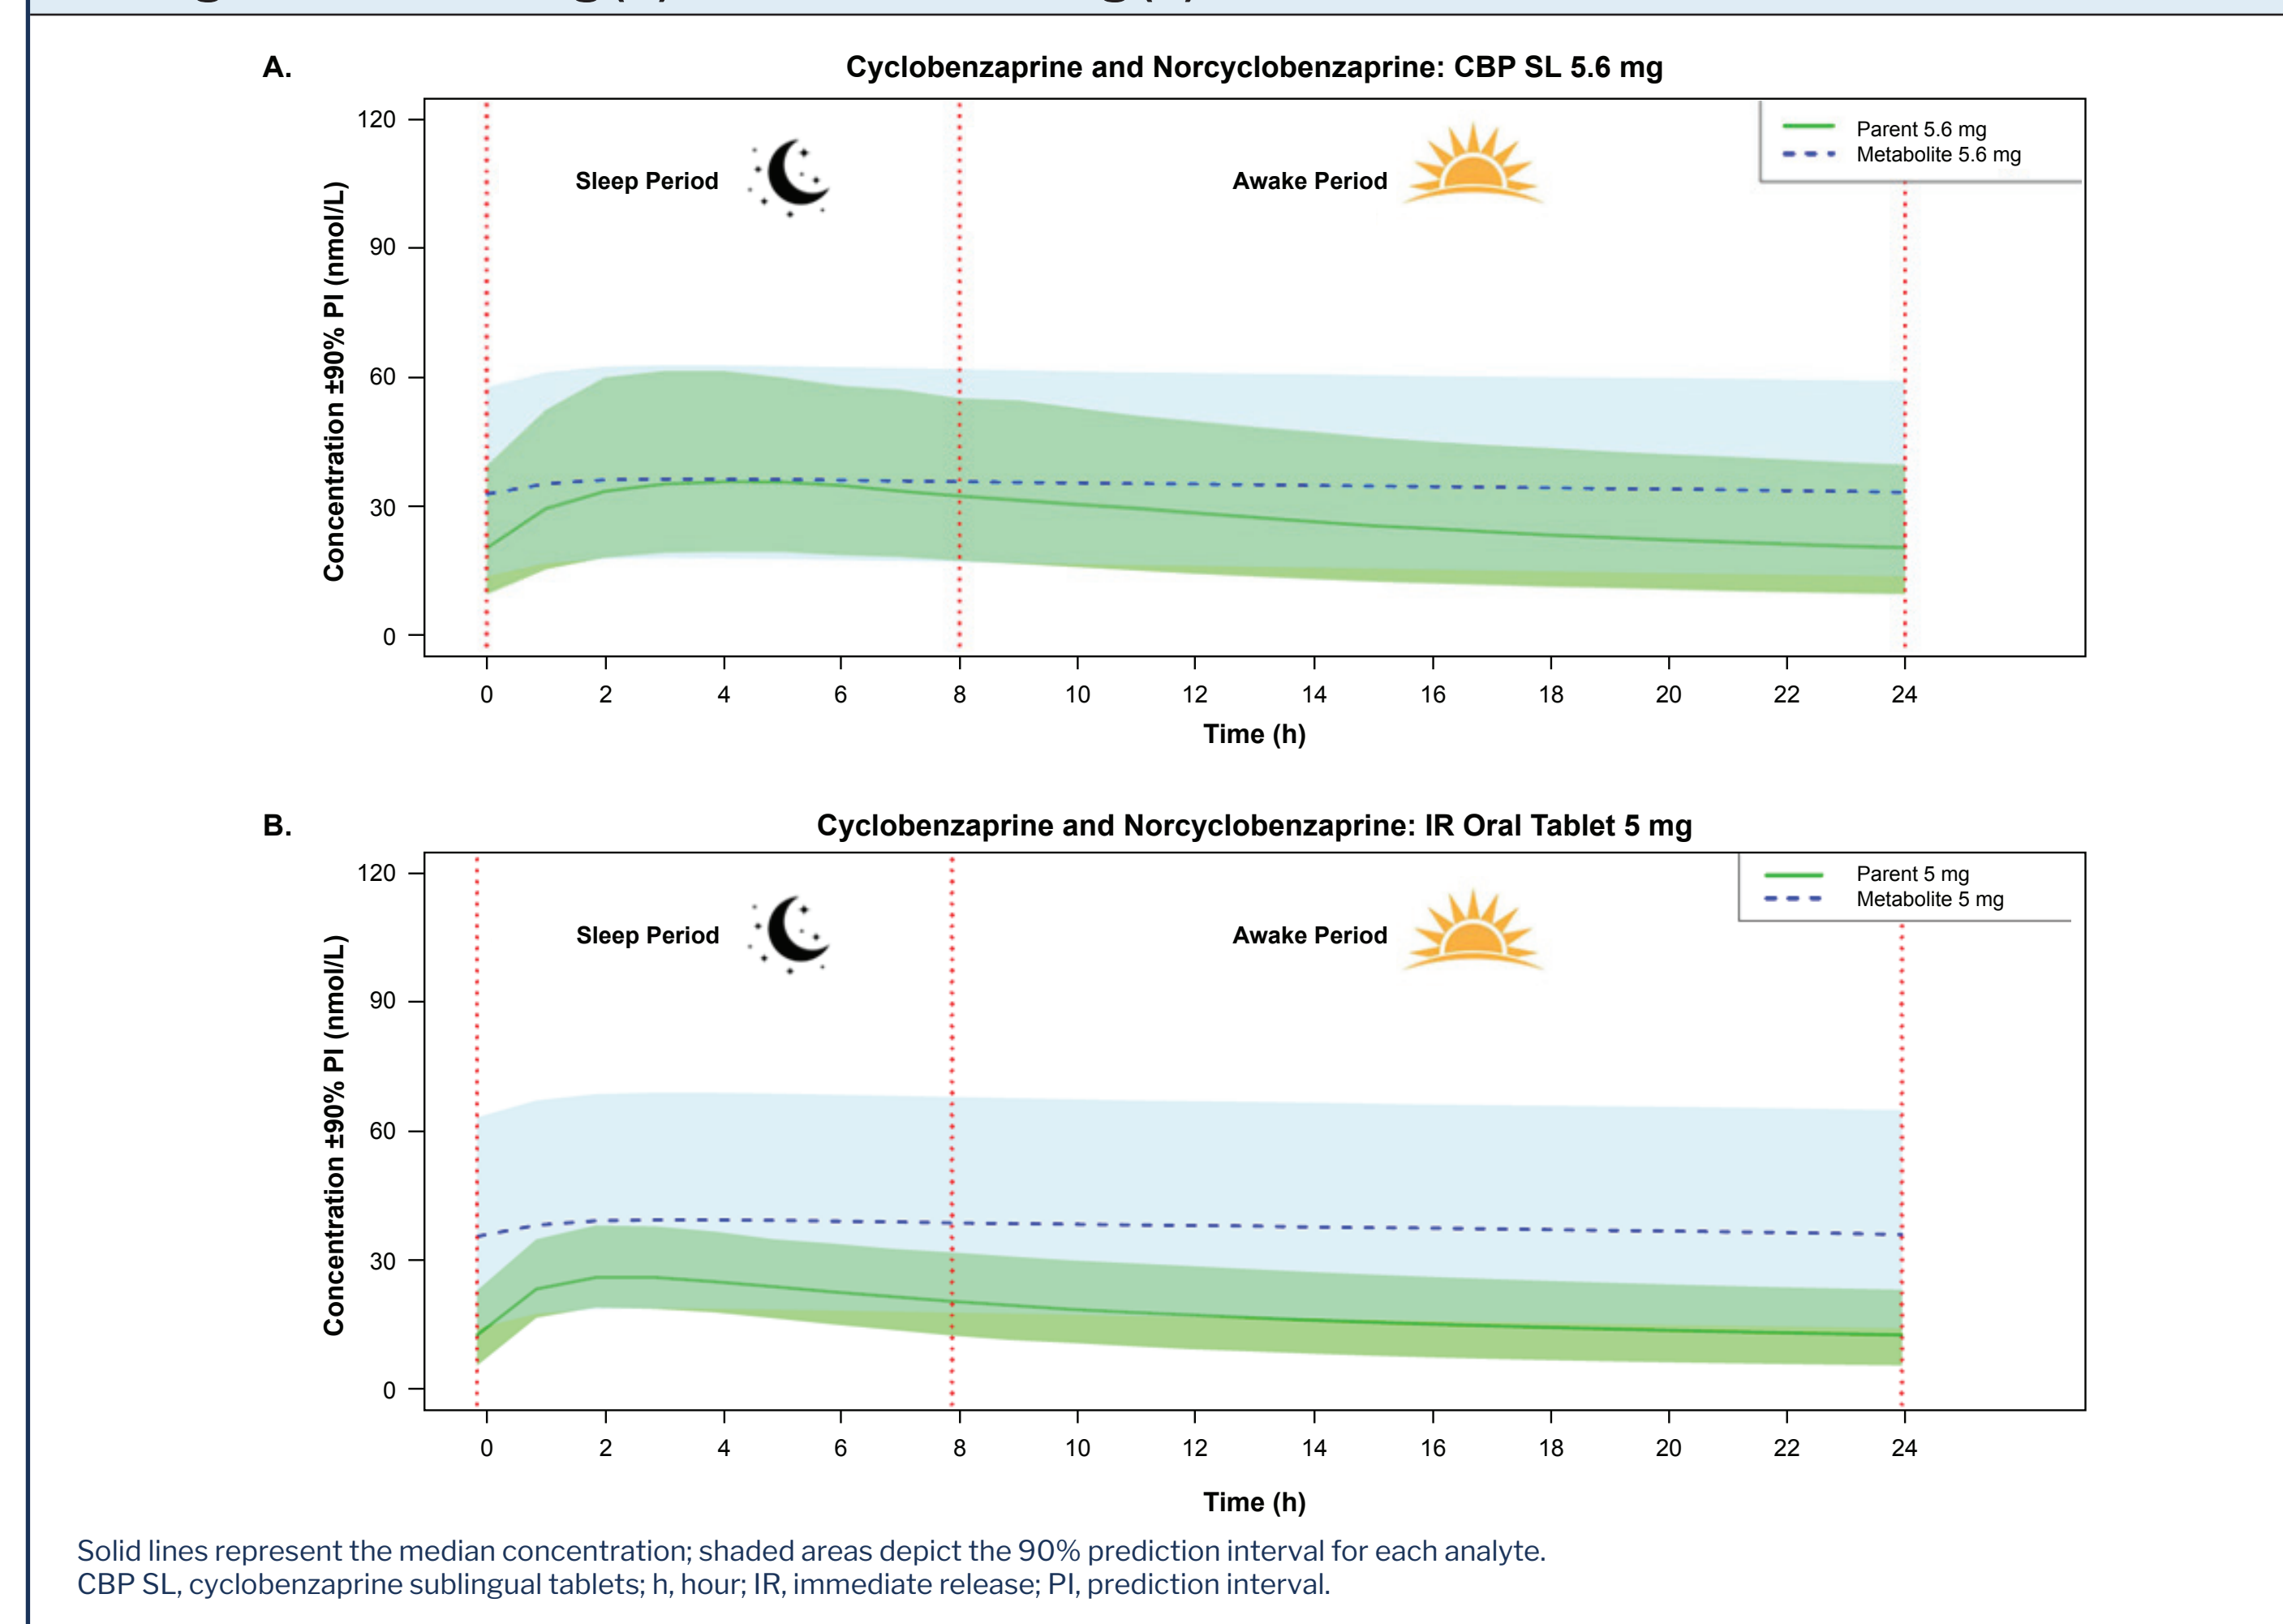 A.
Cyclobenzaprine and Norcyclobenzaprine: CBP SL 5.6 mg
Concentration ±90% PI (nmol/L)
120
90
60
30
0
Sleep Period
Awake Period
Parent 5.6 mg
Metabolite 5.6 mg
0 2 4 6 8 10 12 14 16 18 20 22 24
Time (h)
B.
Cyclobenzaprine and Norcyclobenzaprine: IR Oral Tablet 5 mg
Concentration ±90% PI (nmol/L)
120
90
60
30
0
Sleep Period
Awake Period
Parent 5 mg
Metabolite 5 mg
0 2 4 6 8 10 12 14 16 18 20 22 24
Time (h)
Solid lines represent the median concentration; shaded areas depict the 90% prediction interval for each analyte.
CBP SL, cyclobenzaprine sublingual tablets; h, hour; IR, immediate release; PI, prediction interval.